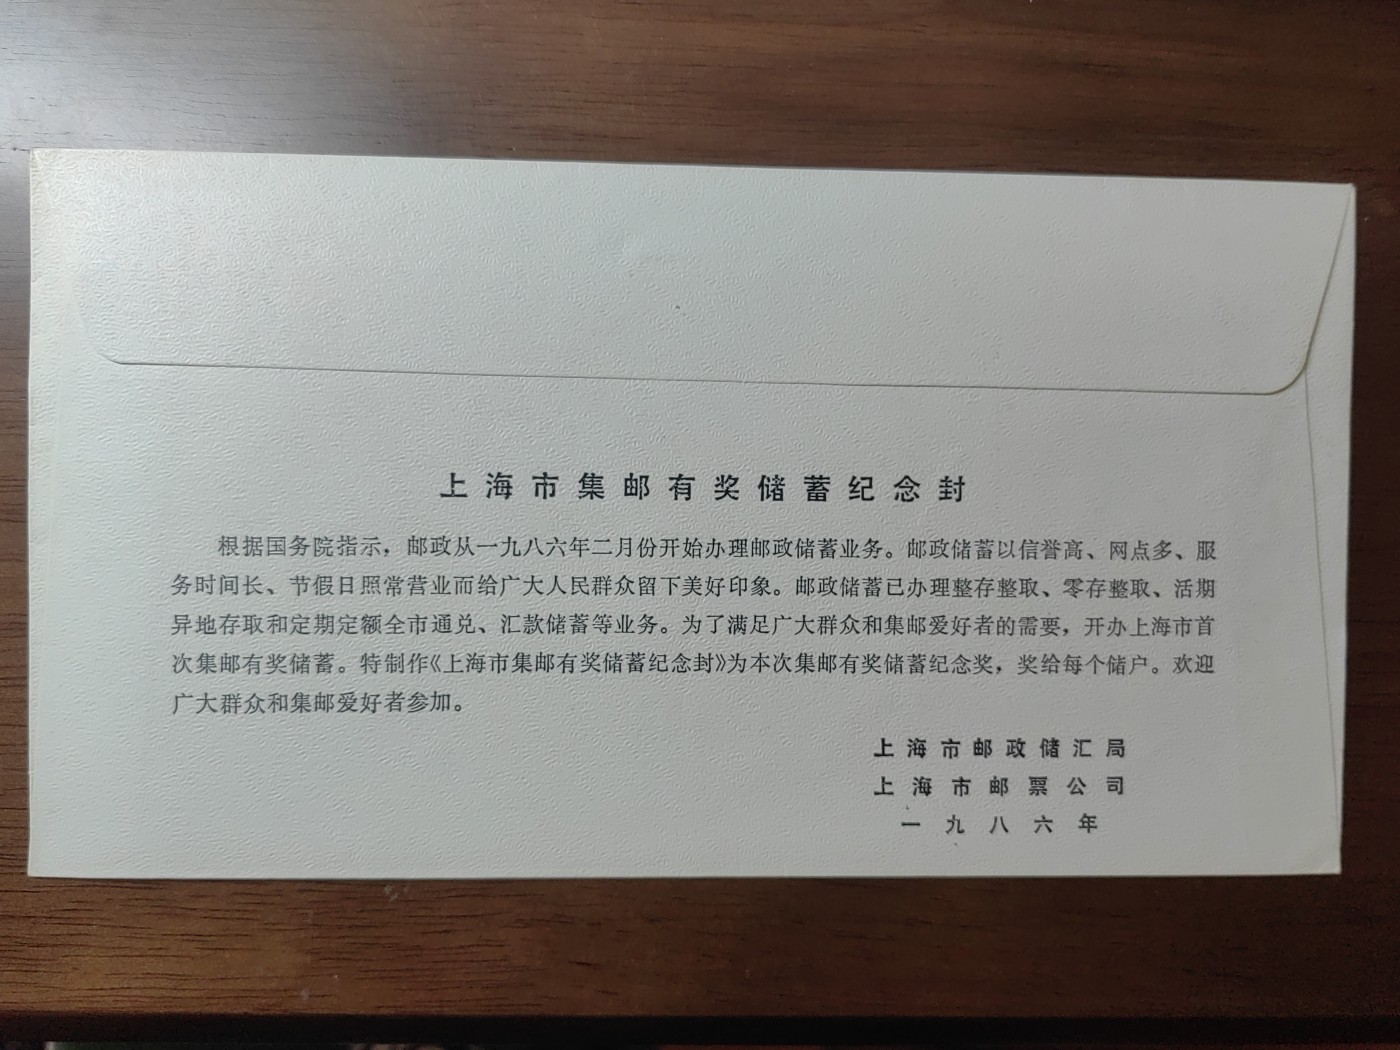 上海市集邮有奖储蓄纪念封
根据国务院指示，邮政从一九八六年二月份开始办理邮政储蓄业务。邮政储蓄以信誉高、网点多、服
务时间长、节假日照常营业而给广大人民群众留下美好印象。邮政储蓄已办理整存整取、零存整取、活期
异地存取和定期定额全市通兑、汇款储蓄等业务。为了满足广大群众和集邮爱好者的需要，开办上海市首
次集邮有奖储蓄。特制作《上海市集邮有奖储蓄纪念封》为本次集邮有奖储蓄纪念奖，奖给每个储户。欢迎
广大群众和集邮爱好者参加。
上海市邮政储汇局
上海市邮票公司
一九八六年